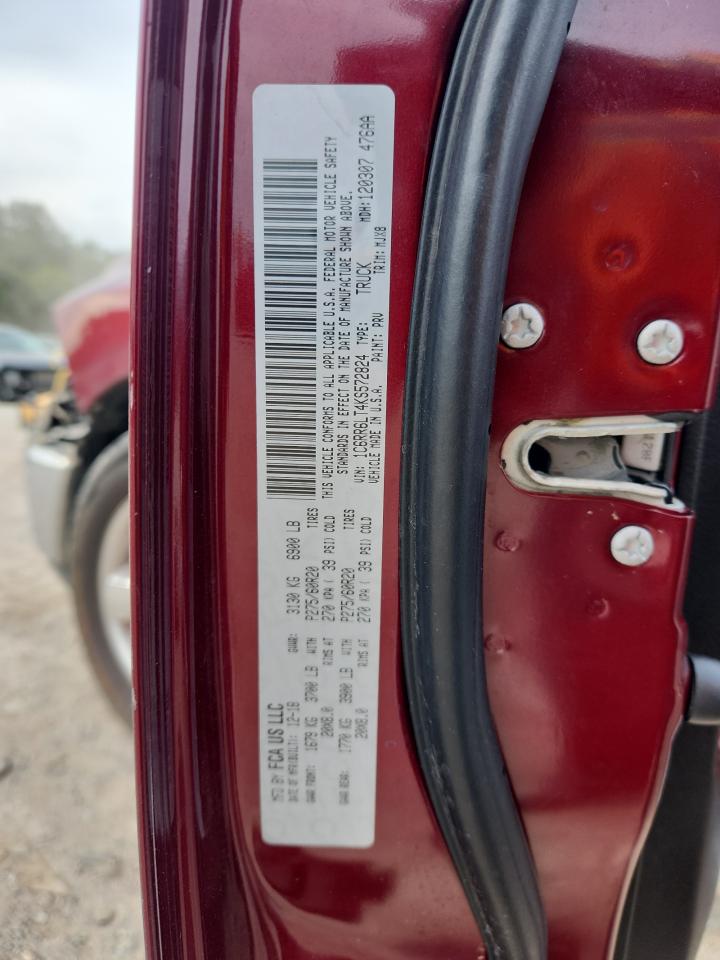 MFD BY FCA US LLC
DATE OF MFR(BUILT): 12-18 GVWR: 3130 KG 6900 LB
GAWR FRONT: 1679 KG 3700 LB WITH P275/60R20 TIRES
20X8.0 RIMS AT 270 KPA ( 39 PSI) COLD
GAWR REAR: 1770 KG 3900 LB WITH P275/60R20 TIRES
20X8.0 RIMS AT 270 KPA ( 39 PSI) COLD
THIS VEHICLE CONFORMS TO ALL APPLICABLE U.S.A. FEDERAL MOTOR VEHICLE SAFETY
STANDARDS IN EFFECT ON THE DATE OF MANUFACTURE SHOWN ABOVE.
VIN: 1C6RR6LT4KS572824 TYPE: TRUCK MDH:120307 476AA
VEHICLE MADE IN U.S.A. PAINT: PRV TRIM: MJX8